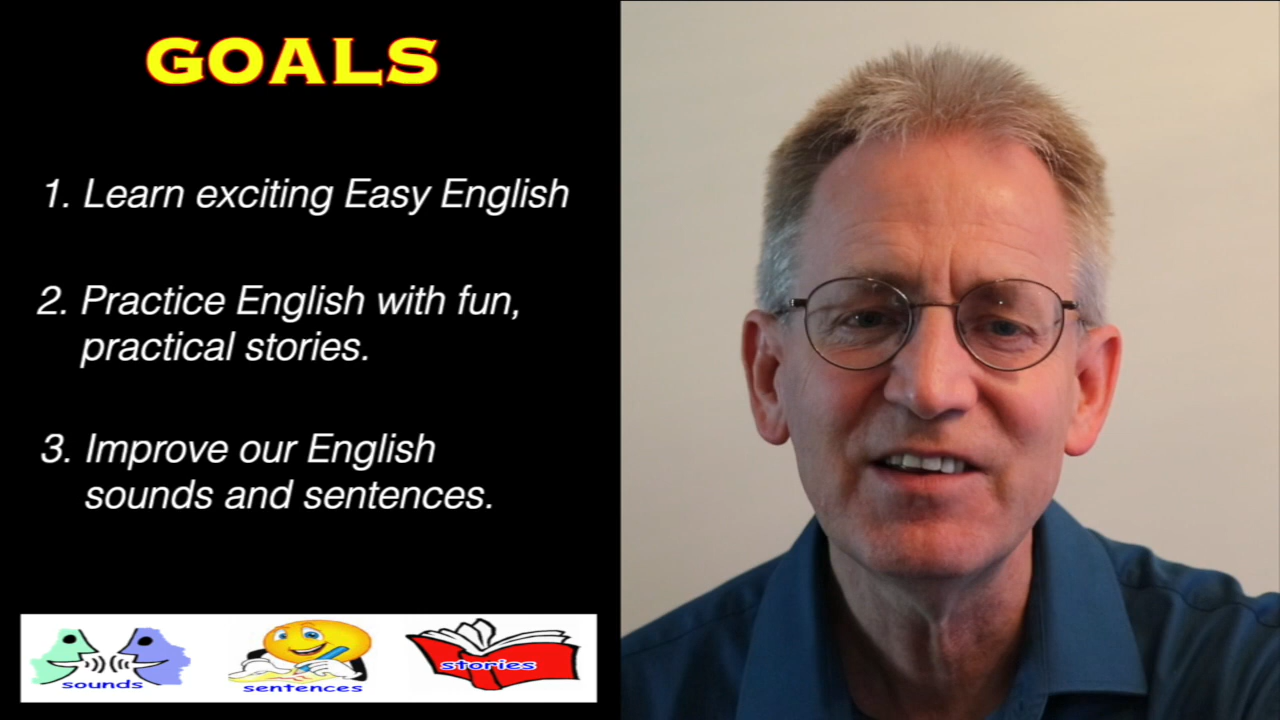 GOALS
1. Learn exciting Easy English
2. Practice English with fun,
practical stories.
3. Improve our English
sounds and sentences.
sounds
sentences
stories